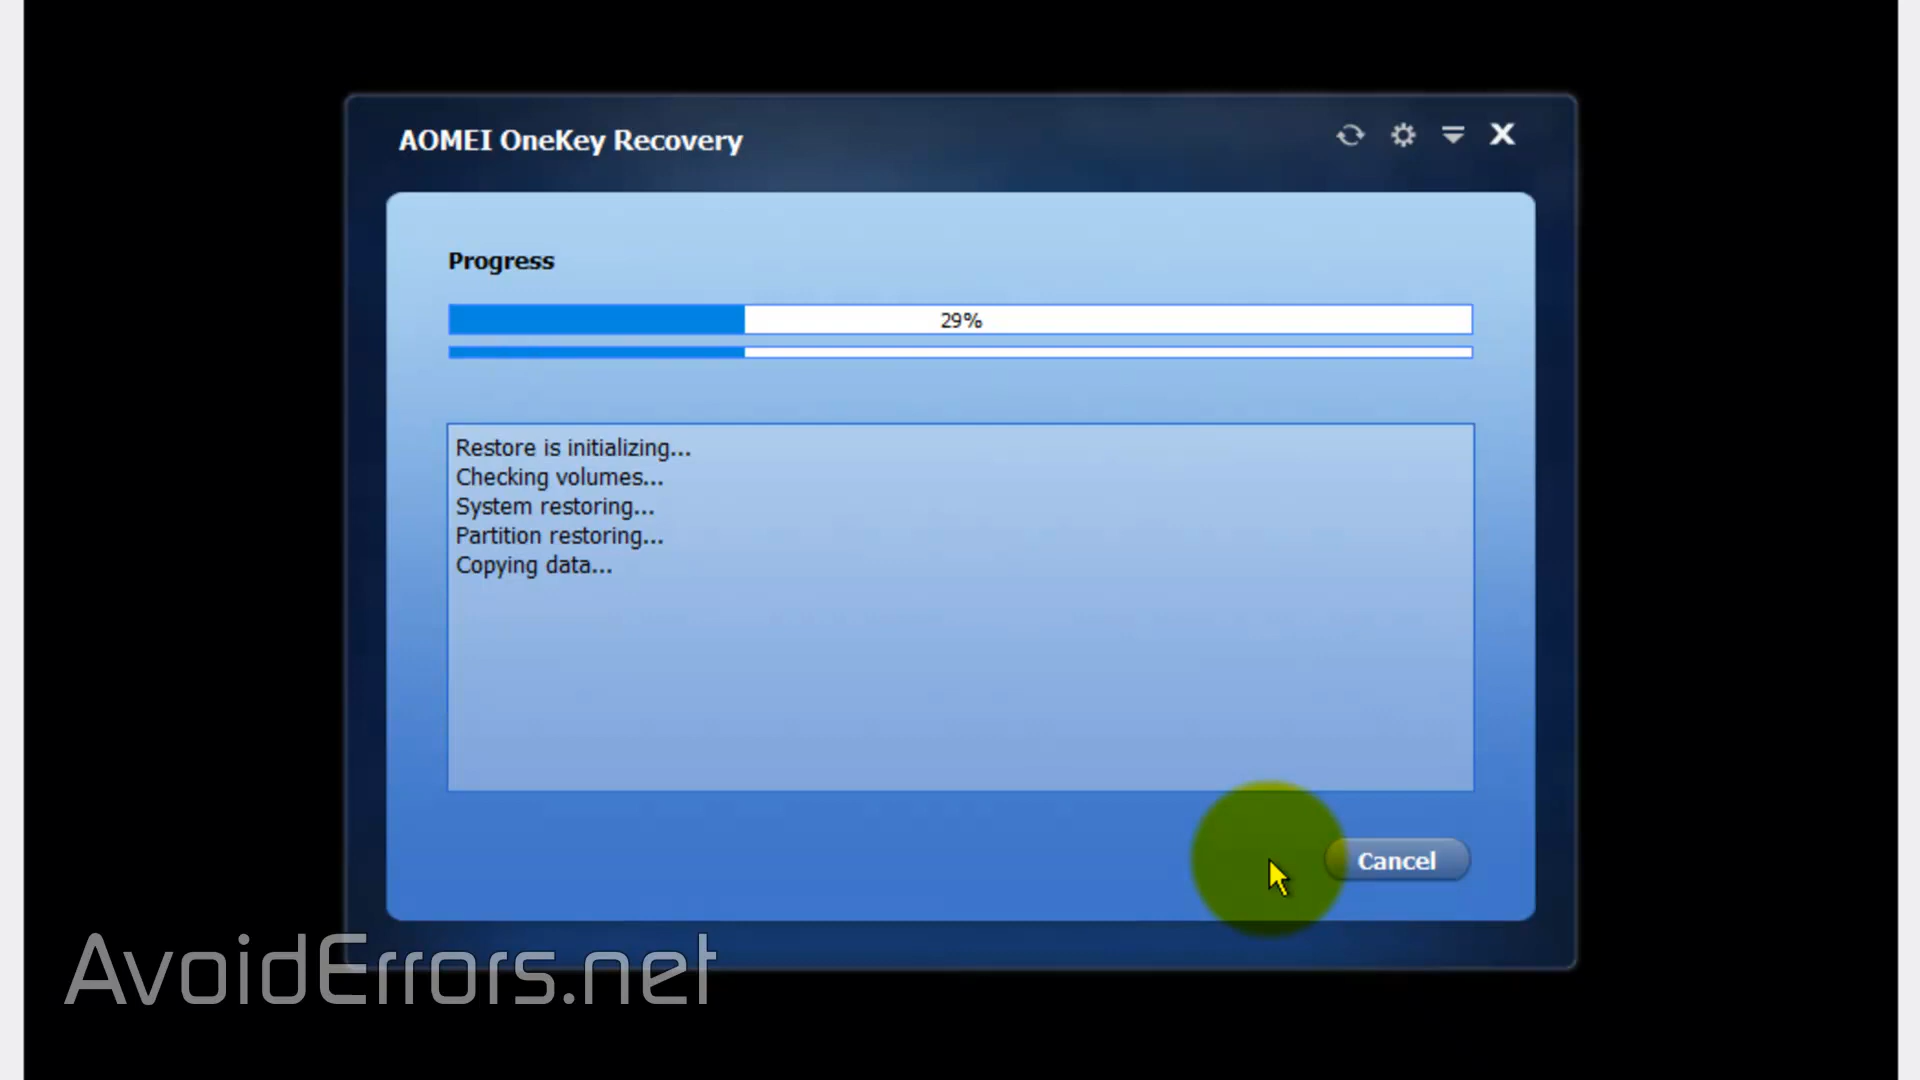 AOMEI OneKey Recovery
X
Progress
29%
Restore is initializing...
Checking volumes...
System restoring...
Partition restoring...
Copying data...
Cancel
AvoidErrors.net